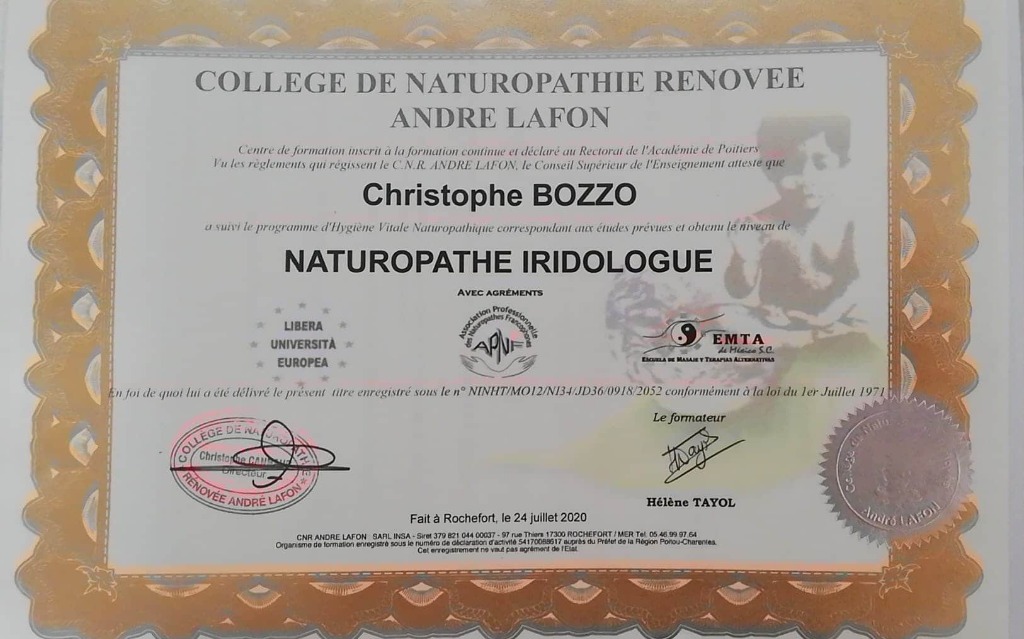 COLLEGE DE NATUROPATHIE RENOVEE
ANDRE LAFON
Centre de formation inscrit à la formation continue et déclaré au Rectorat de l'Académie de Poitiers
Vu les règlements qui régissent le C.N.R. ANDRE LAFON, le Conseil Supérieur de l'Enseignement atteste que
Christophe BOZZO
a suivi le programme d'Hygiène Vitale Naturopathique correspondant aux études prévues et obtenu le niveau de
NATUROPATHE IRIDOLOGUE
AVEC AGRÉMENTS
LIBERA
UNIVERSITÀ
EUROPEA
Association Professionnelle
des Naturopathes Francophones
APNF
EMTA
de México S.C.
ESCUELA DE MASAJE Y TERAPIAS ALTERNATIVAS
En foi de quoi lui a été délivré le présent titre enregistré sous le n° NINHT/MO12/NI34/JD36/0918/2052 conformément à la loi du 1er Juillet 1971
COLLEGE DE NATUROPATHIE
Christophe
Directeur
RÉNOVÉE ANDRÉ LAFON
Le formateur
Hélène TAYOL
André LAFON
Fait à Rochefort, le 24 juillet 2020
CNR ANDRE LAFON SARL INSA - Siret 379 821 044 00037 - 97 rue Thiers 17300 ROCHEFORT / MER Tel. 05.46.99.97.64
Organisme de formation enregistré sous le numéro de déclaration d'activité 54170068617 auprès du Préfet de la Région Poitou-Charentes.
Cet enregistrement ne vaut pas agrément de l'Etat.